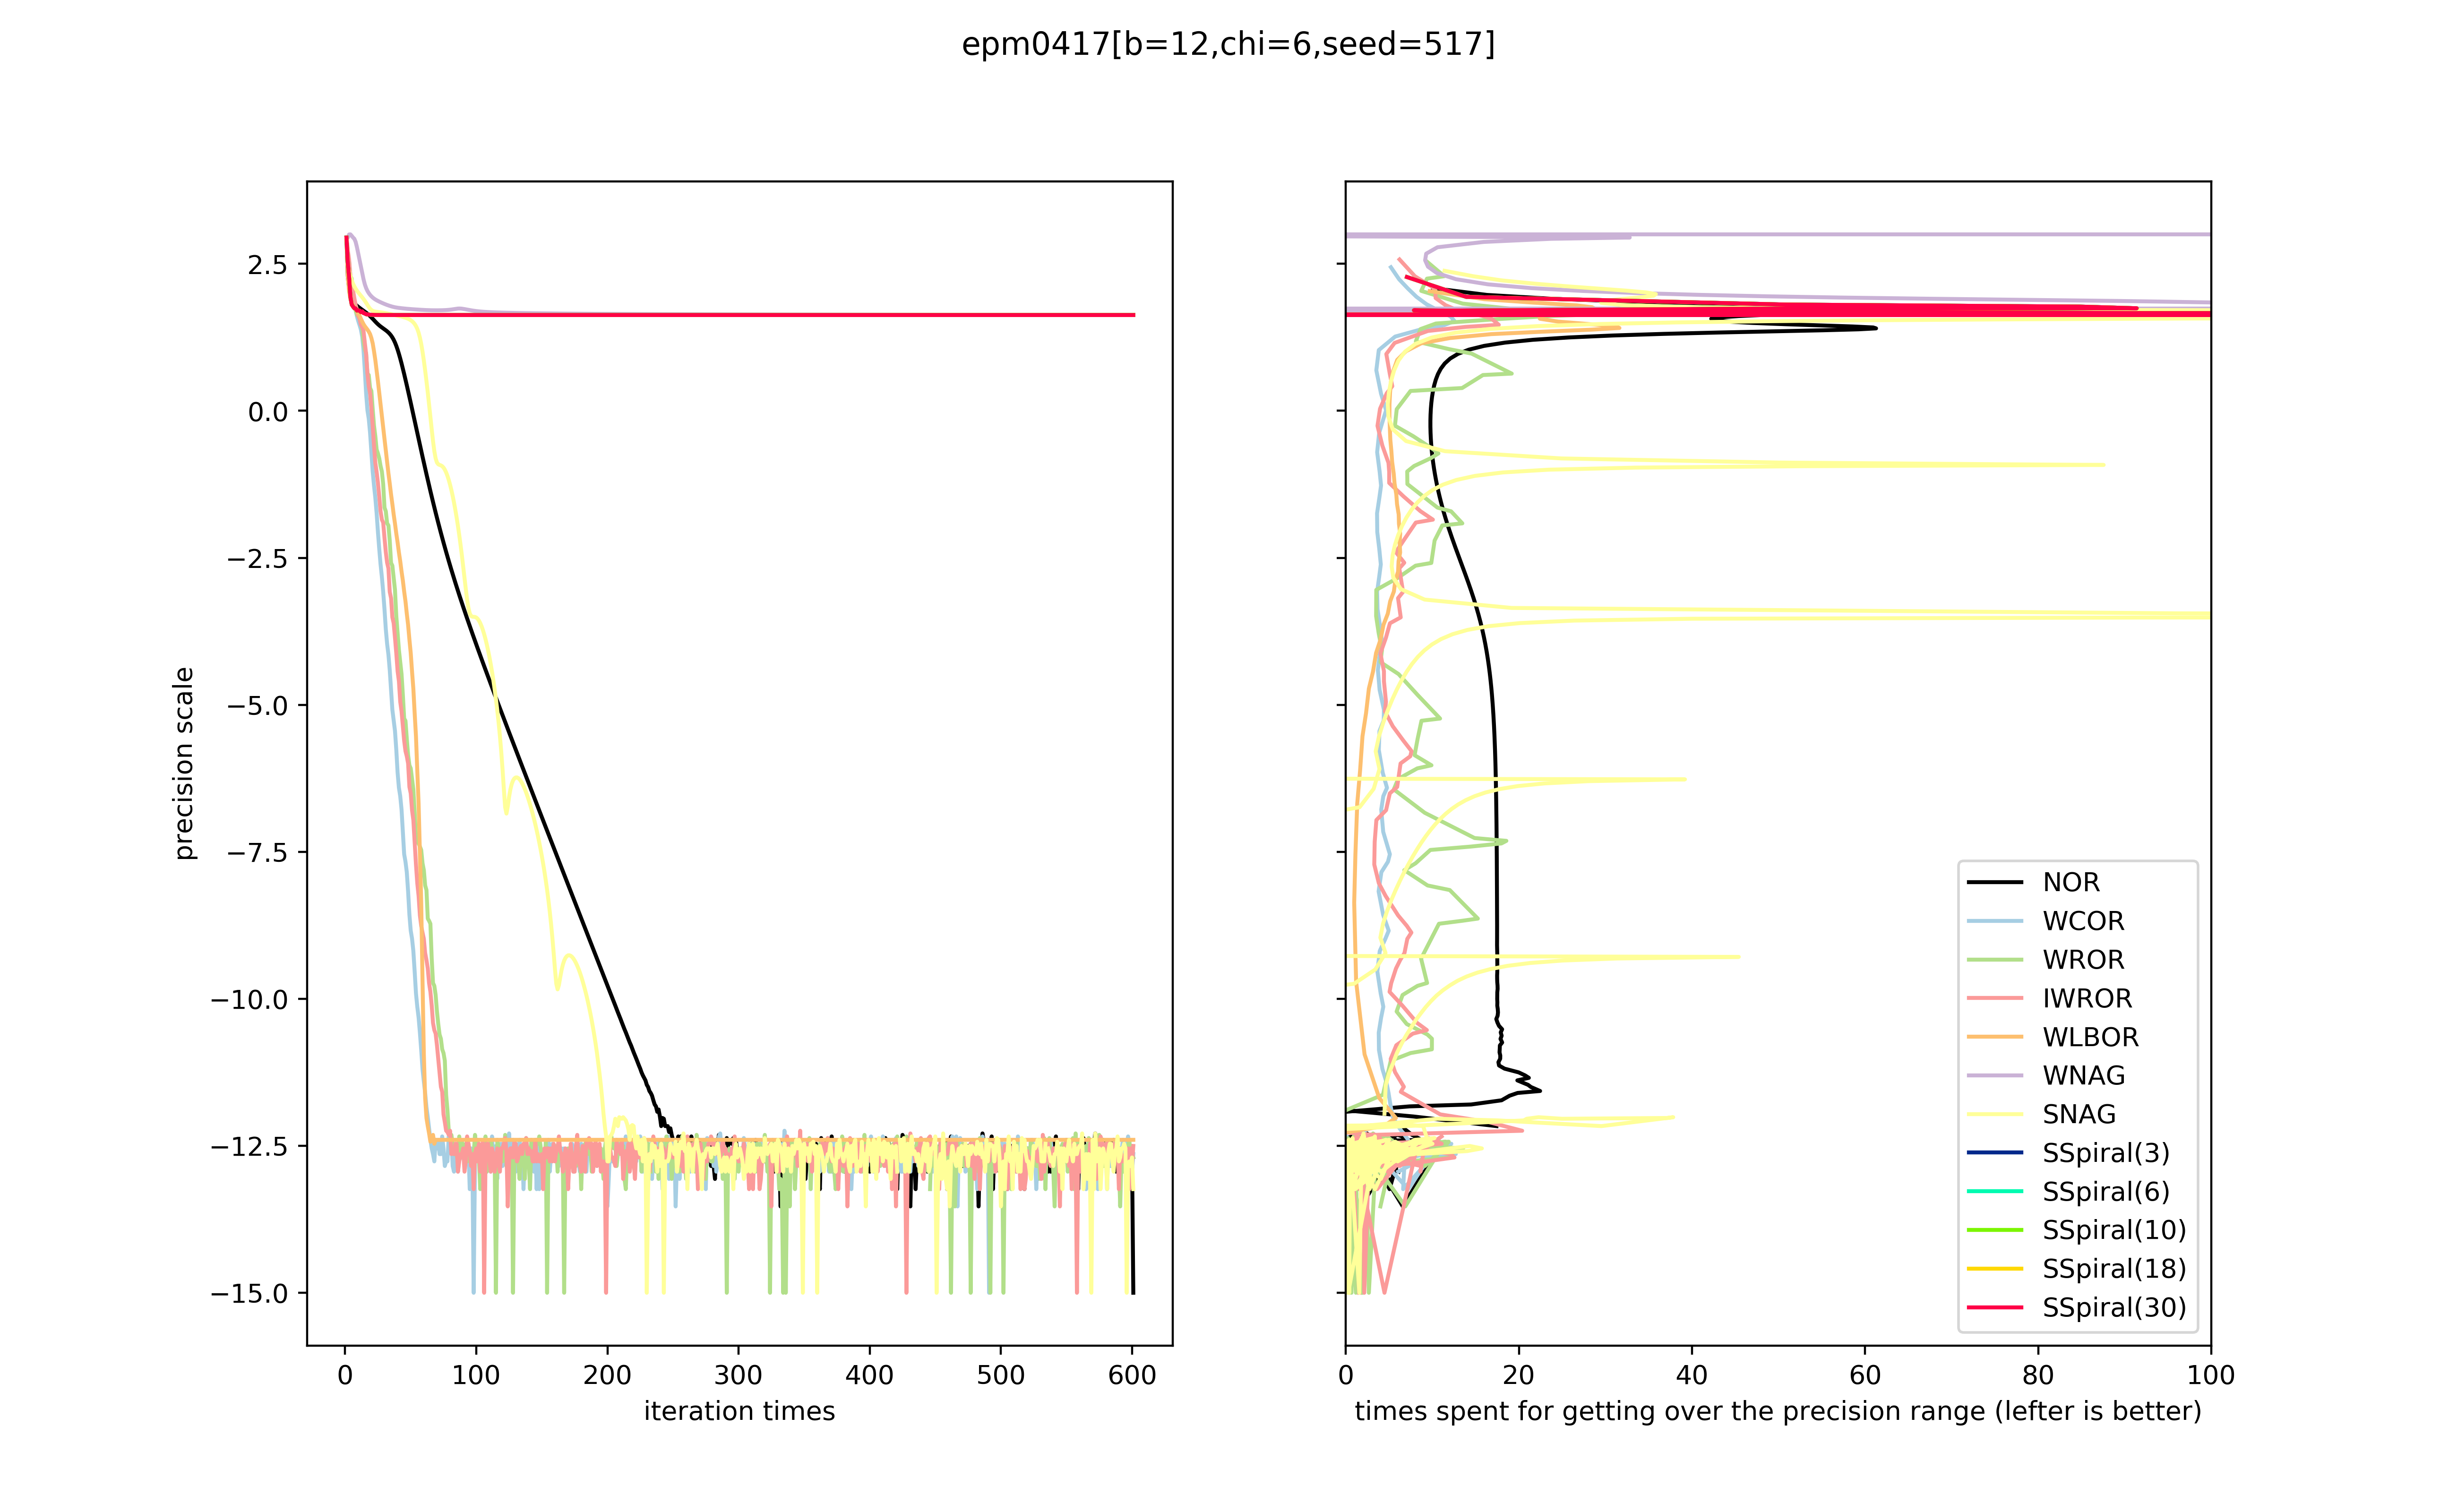 epm0417[b=12,chi=6,seed=517]
precision scale
2.5
0.0
−2.5
−5.0
−7.5
−10.0
−12.5
−15.0
0 100 200 300 400 500 600
iteration times
0 20 40 60 80 100
times spent for getting over the precision range (lefter is better)
NOR
WCOR
WROR
IWROR
WLBOR
WNAG
SNAG
SSpiral(3)
SSpiral(6)
SSpiral(10)
SSpiral(18)
SSpiral(30)